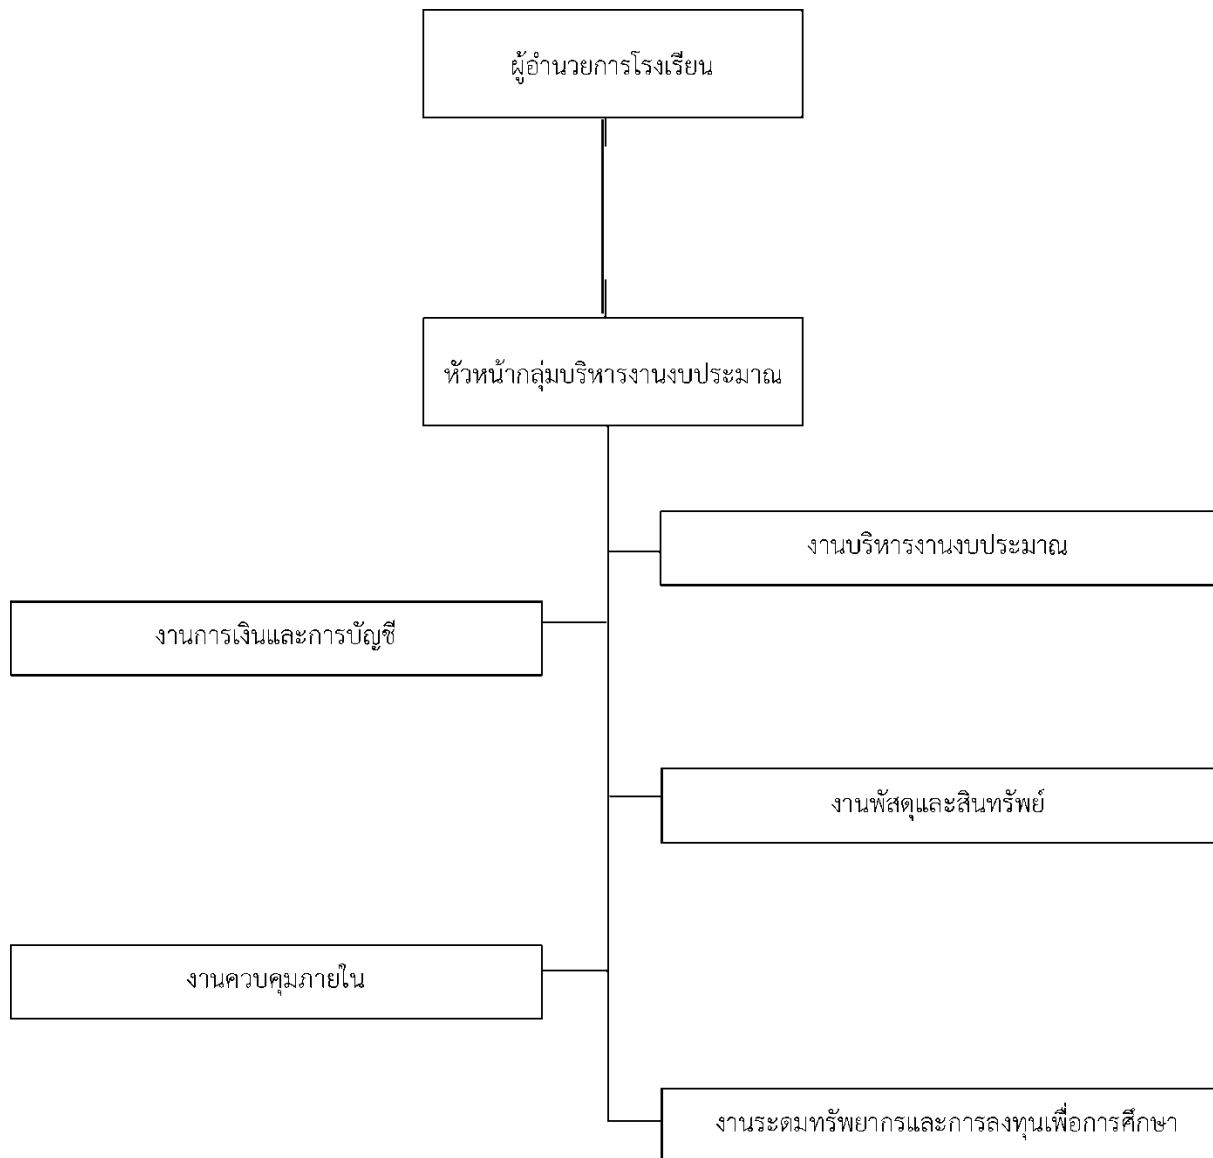 ผู้อำนวยการโรงเรียน
หัวหน้ากลุ่มบริหารงานงบประมาณ
งานบริหารงานงบประมาณ
งานการเงินและการบัญชี
งานพัสดุและสินทรัพย์
งานควบคุมภายใน
งานระดมทรัพยากรและการลงทุนเพื่อการศึกษา